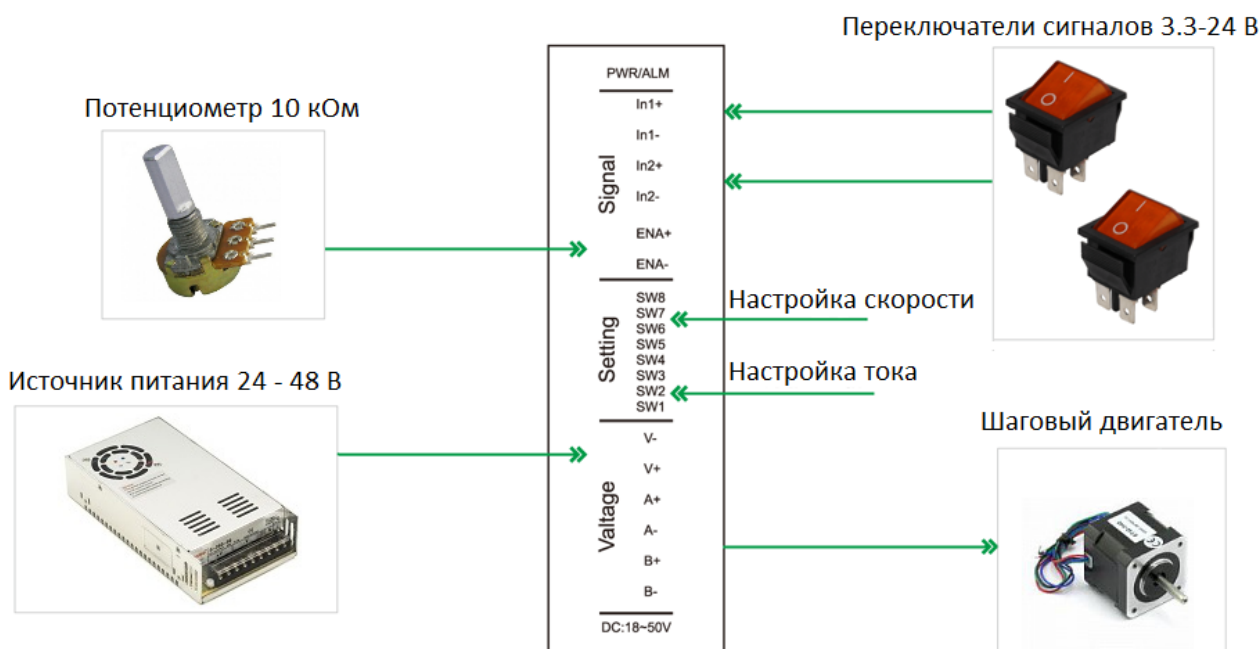 Переключатели сигналов 3.3-24 В
Потенциометр 10 кОм
PWR/ALM
Signal
In1+
In1-
In2+
In2-
ENA+
ENA-
Setting
SW8
SW7
SW6
SW5
SW4
SW3
SW2
SW1
Настройка скорости
Настройка тока
Источник питания 24 - 48 В
Шаговый двигатель
Valtage
V-
V+
A+
A-
B+
B-
DC:18~50V